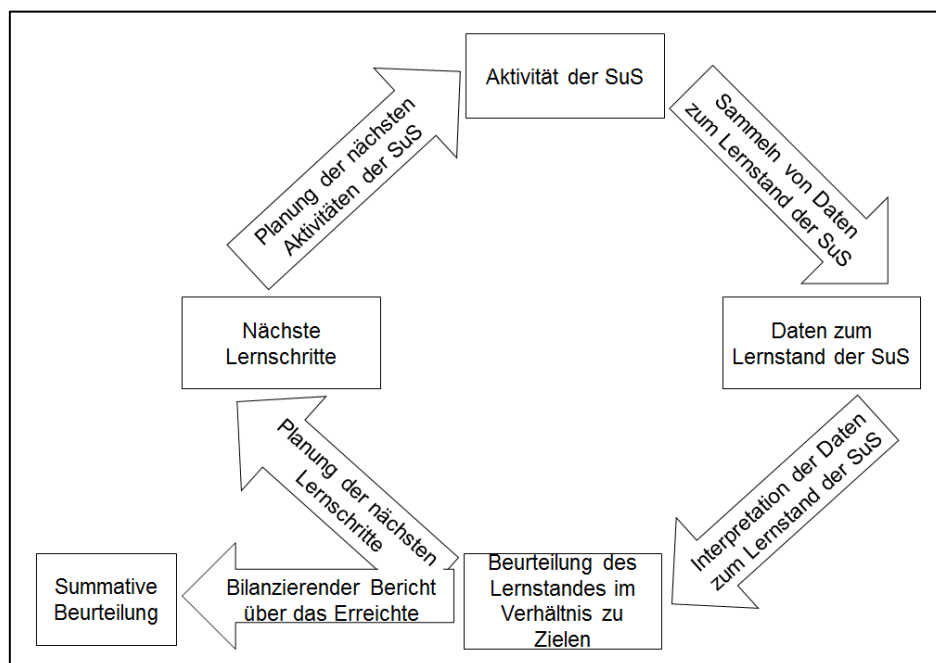 Aktivität der SuS
Sammeln von Daten
zum Lernstand der SuS
Daten zum
Lernstand der SuS
Interpretation der Daten
zum Lernstand der SuS
Beurteilung des
Lernstandes im
Verhältnis zu
Zielen
Bilanzierender Bericht
über das Erreichte
Summative
Beurteilung
Planung der nächsten
Lernschritte
Nächste
Lernschritte
Planung der nächsten
Aktivitäten der SuS